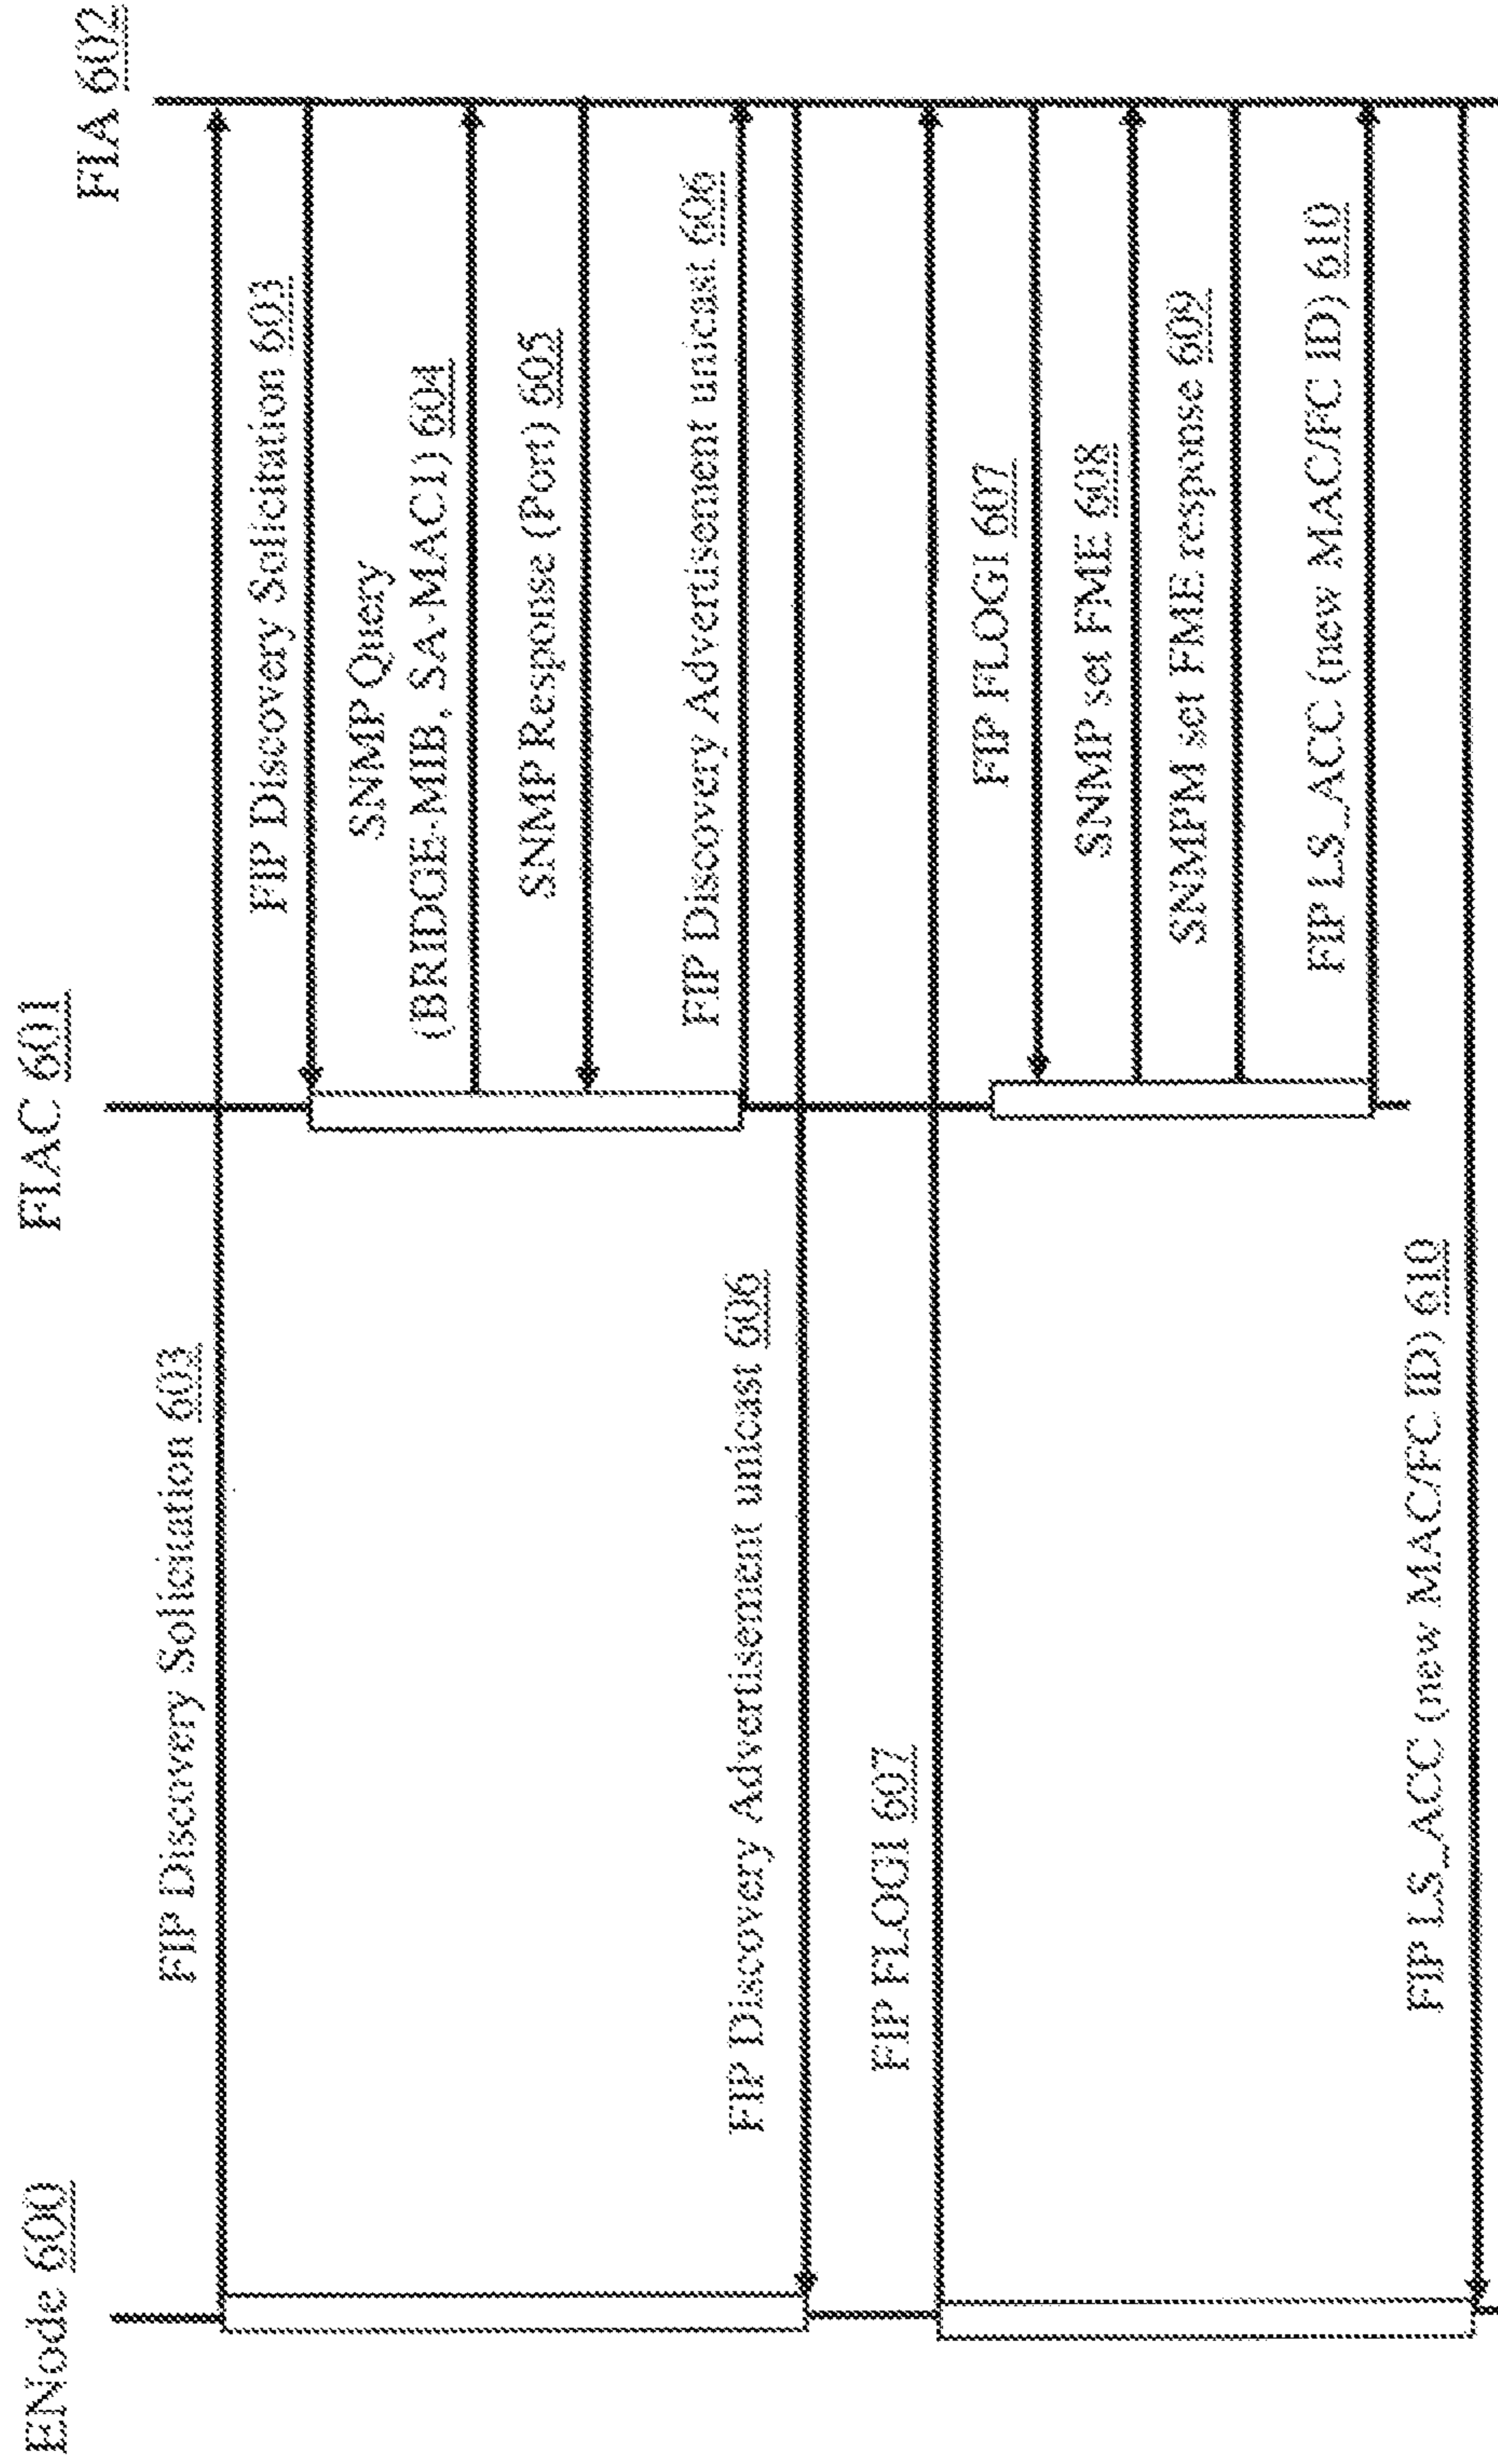 ENode 600
FIAC 601
FIA 602
FIP Discovery Solicitation 603
FIP Discovery Solicitation 603
SNMP Query
(BRIDGE-MIB, SA-MAC1) 604
SNMP Response (Port) 605
FIP Discovery Advertisement unicast 606
FIP Discovery Advertisement unicast 606
FIP FLOGI 607
FIP FLOGI 607
SNMP set FME 608
SNMPM set FME response 609
FIP LS_ACC (new MAC/FC ID) 610
FIP LS_ACC (new MAC/FC ID) 610